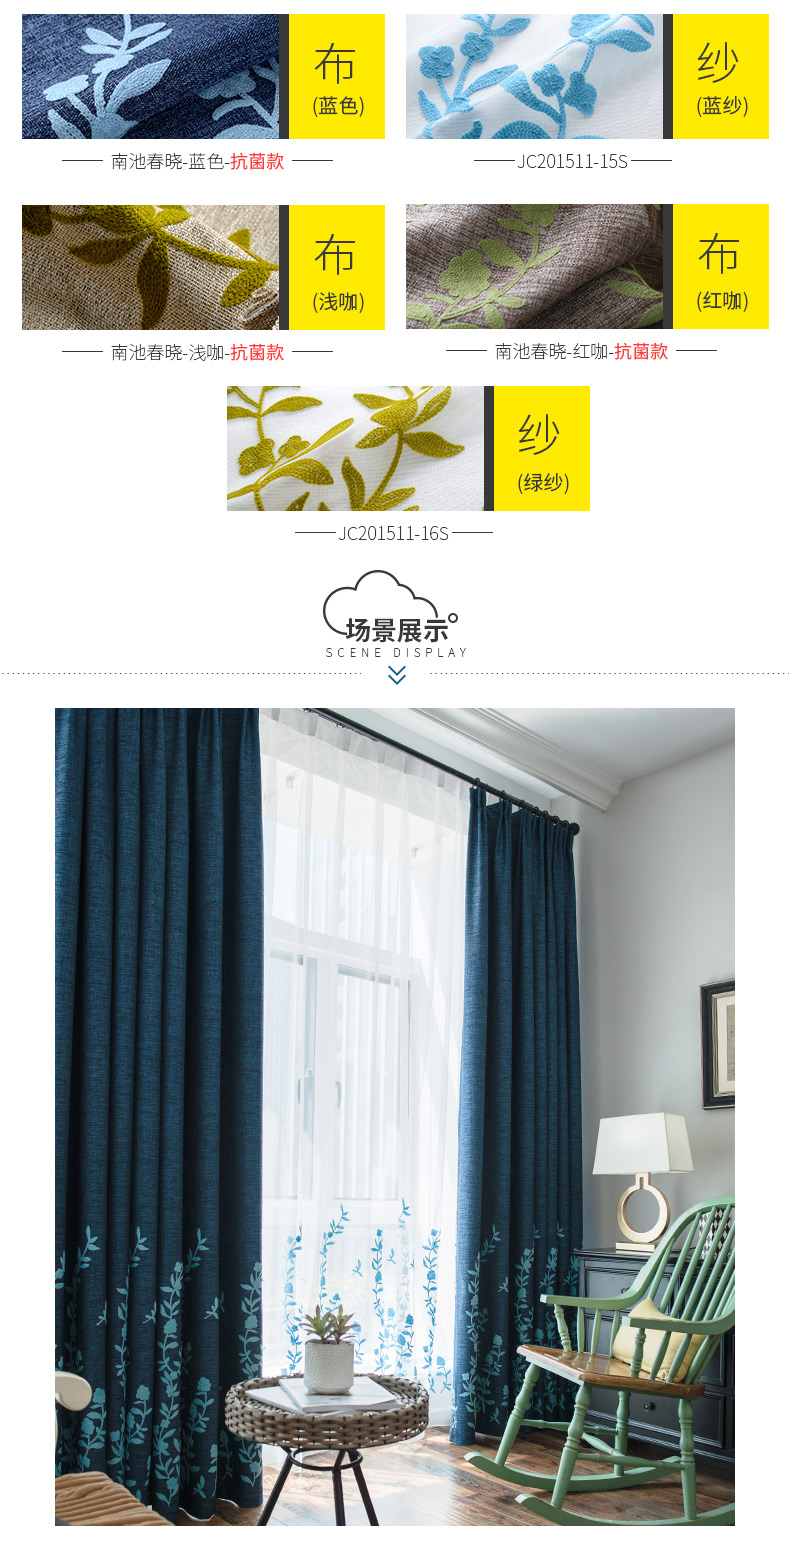 布
(蓝色)
南池春晓-蓝色-抗菌款
纱
(蓝纱)
JC201511-15S
布
(浅咖)
南池春晓-浅咖-抗菌款
布
(红咖)
南池春晓-红咖-抗菌款
纱
(绿纱)
JC201511-16S
场景展示
SCENE DISPLAY